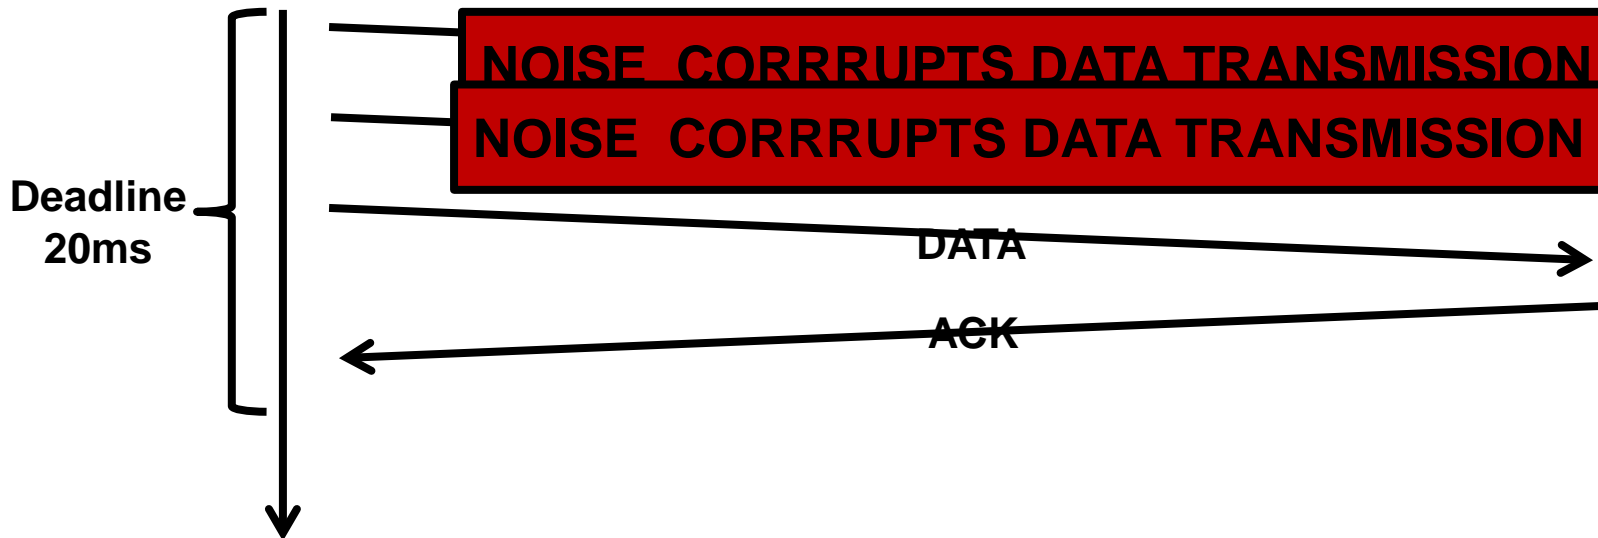 NOISE  CORRRUPTS DATA TRANSMISSION
NOISE  CORRRUPTS DATA TRANSMISSION
Deadline
20ms
DATA
ACK